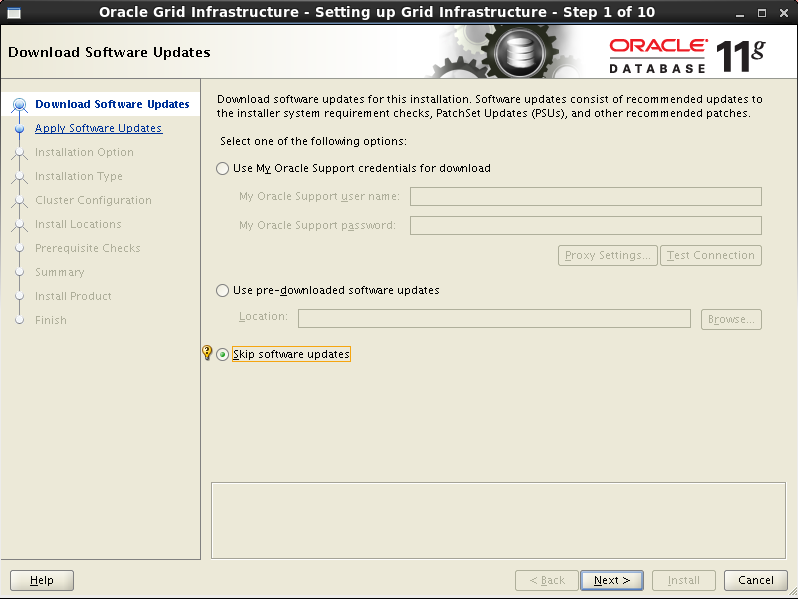 Oracle Grid Infrastructure - Setting up Grid Infrastructure - Step 1 of 10
Download Software Updates
ORACLE
DATABASE 11g
Download Software Updates
Apply Software Updates
Installation Option
Installation Type
Cluster Configuration
Install Locations
Prerequisite Checks
Summary
Install Product
Finish
Download software updates for this installation. Software updates consist of recommended updates to
the installer system requirement checks, PatchSet Updates (PSUs), and other recommended patches.
Select one of the following options:
Use My Oracle Support credentials for download
My Oracle Support user name:
My Oracle Support password:
Proxy Settings... Test Connection
Use pre-downloaded software updates
Location: Browse...
Skip software updates
Help < Back Next > Install Cancel